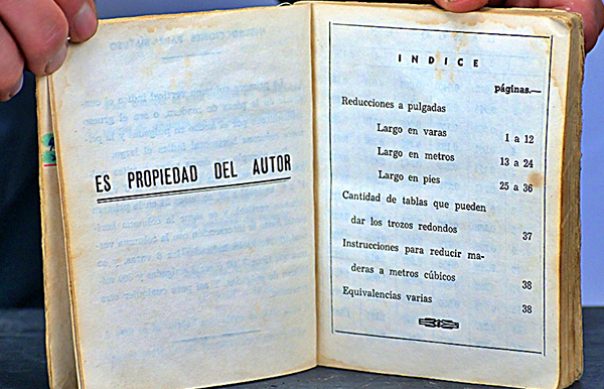 ES PROPIEDAD DEL AUTOR
INDICE
páginas.—
Reducciones a pulgadas
Largo en varas 1 a 12
Largo en metros 13 a 24
Largo en pies 25 a 36
Cantidad de tablas que pueden
dar los trozos redondos 37
Instrucciones para reducir ma-
deras a metros cúbicos 38
Equivalencias varias 38